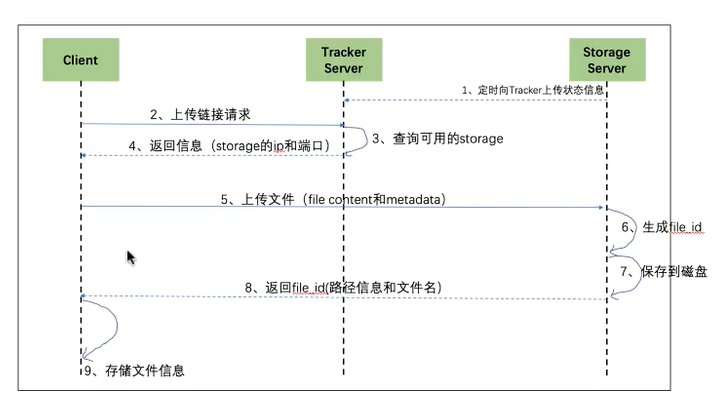 Client
Tracker
Server
Storage
Server
1、定时向Tracker上传状态信息
2、上传链接请求
3、查询可用的storage
4、返回信息（storage的ip和端口）
5、上传文件（file content和metadata）
6、生成file_id
7、保存到磁盘
8、返回file_id(路径信息和文件名）
9、存储文件信息